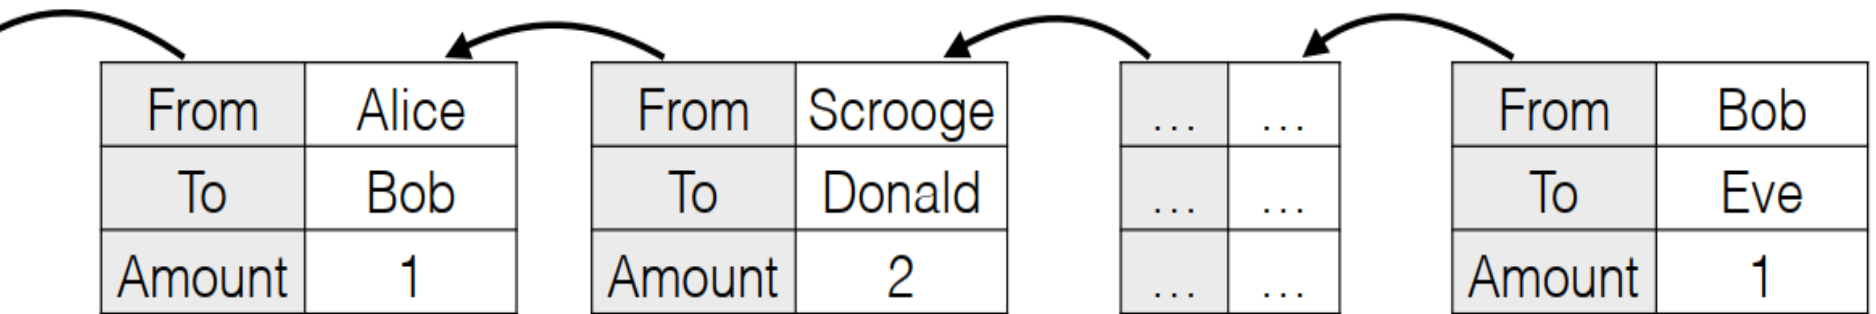 From Alice
To Bob
Amount 1
From Scrooge
To Donald
Amount 2
... ...
... ...
... ...
From Bob
To Eve
Amount 1